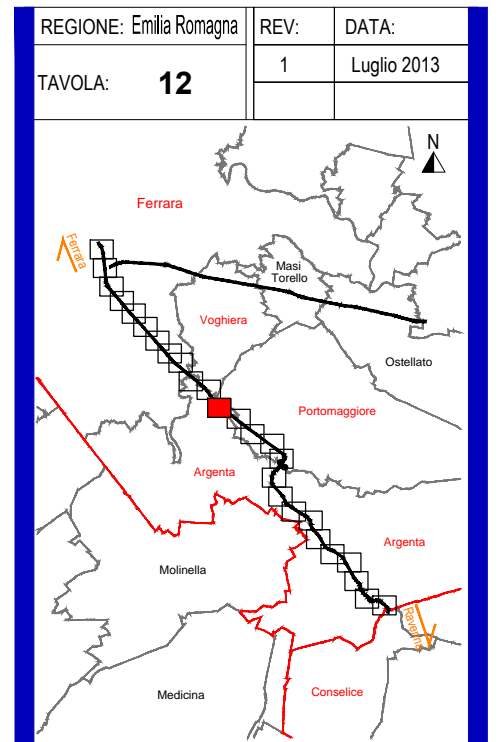 REGIONE: Emilia Romagna
REV:
DATA:
TAVOLA: 12
1
Luglio 2013
N
Ferrara
Ferrara
Masi
Torello
Voghiera
Ostellato
Portomaggiore
Argenta
Argenta
Molinella
Ravenna
Medicina
Conselice